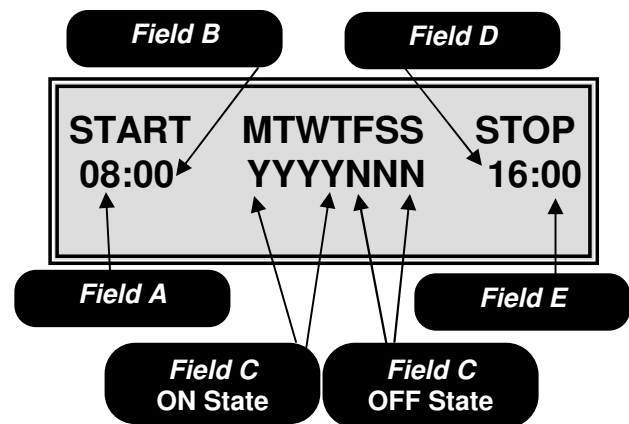 Field B
Field D
START MTWTFSS STOP
08:00 YYYYNNN 16:00
Field A
Field E
Field C
ON State
Field C
OFF State